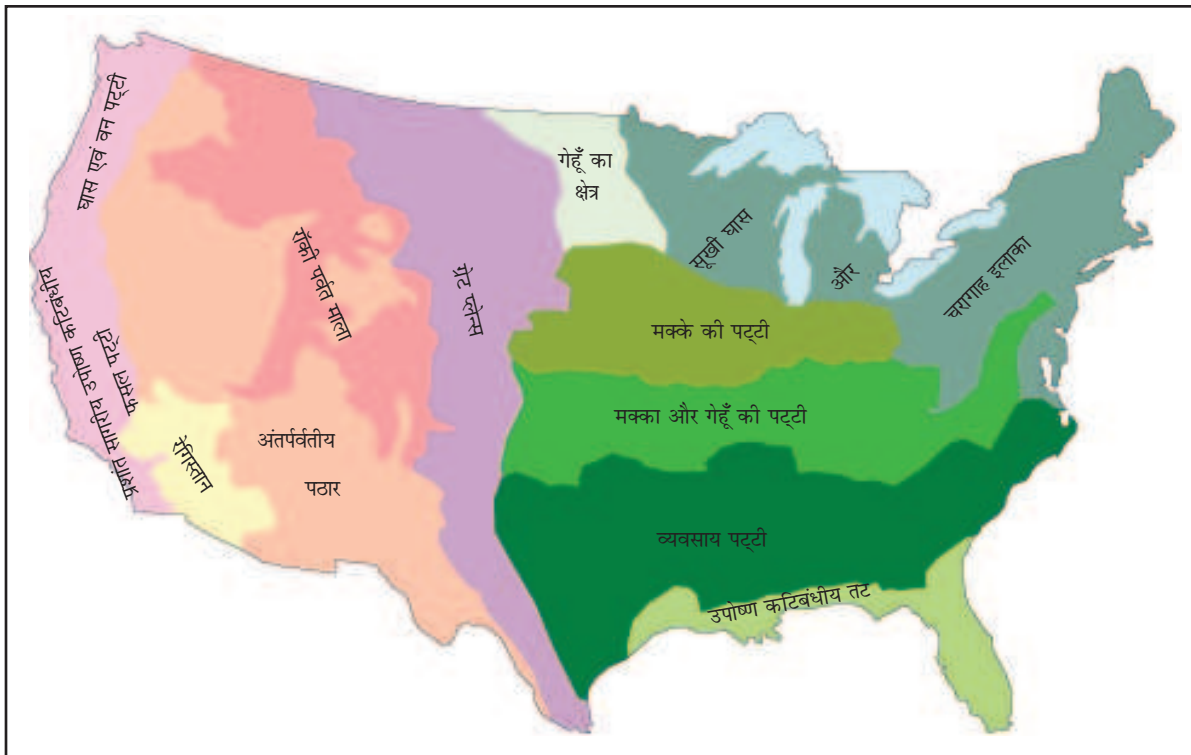 घास एवं वन पट्टी
प्रशांत सागरीय उपोष्ण कटिबंधीय
फसल पट्टी
रेगिस्तान
रॉकी पर्वत माला
अंतर्पर्वतीय
पठार
ग्रेट प्लेन्स
गेहूँ का
क्षेत्र
सूखी घास
और
चरागाह इलाका
मक्के की पट्टी
मक्का और गेहूँ की पट्टी
व्यवसाय पट्टी
उपोष्ण कटिबंधीय तट